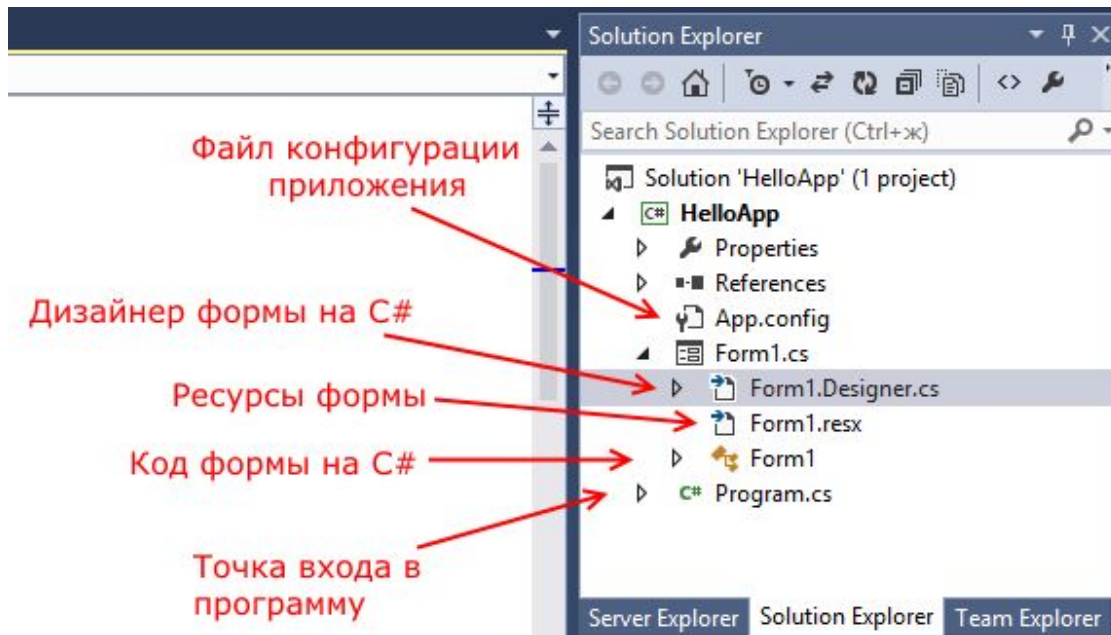 Solution Explorer
Search Solution Explorer (Ctrl+ж)
Файл конфигурации
приложения
Solution 'HelloApp' (1 project)
C# HelloApp
Properties
References
App.config
Дизайнер формы на C#
Form1.cs
Form1.Designer.cs
Ресурсы формы
Form1.resx
Код формы на C#
Form1
C# Program.cs
Точка входа в
программу
Server Explorer Solution Explorer Team Explorer